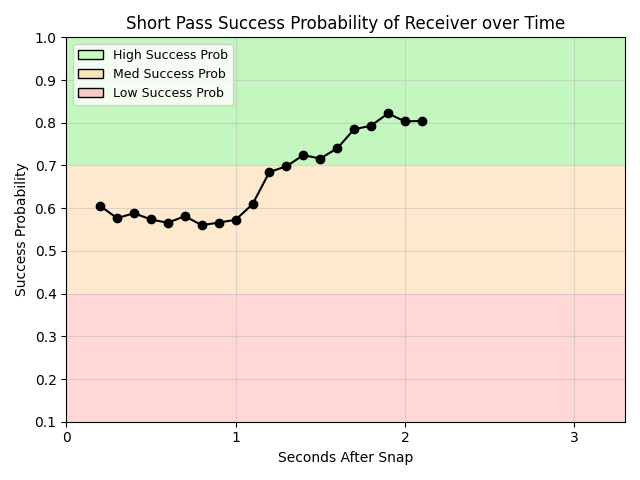 Short Pass Success Probability of Receiver over Time
1.0
0.9
0.8
0.7
0.6
0.5
0.4
0.3
0.2
0.1
Success Probability
High Success Prob
Med Success Prob
Low Success Prob
0 1 2 3
Seconds After Snap